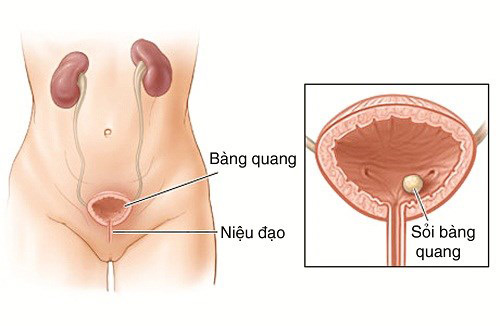 Bàng quang
Niệu đạo
Sỏi bàng
quang